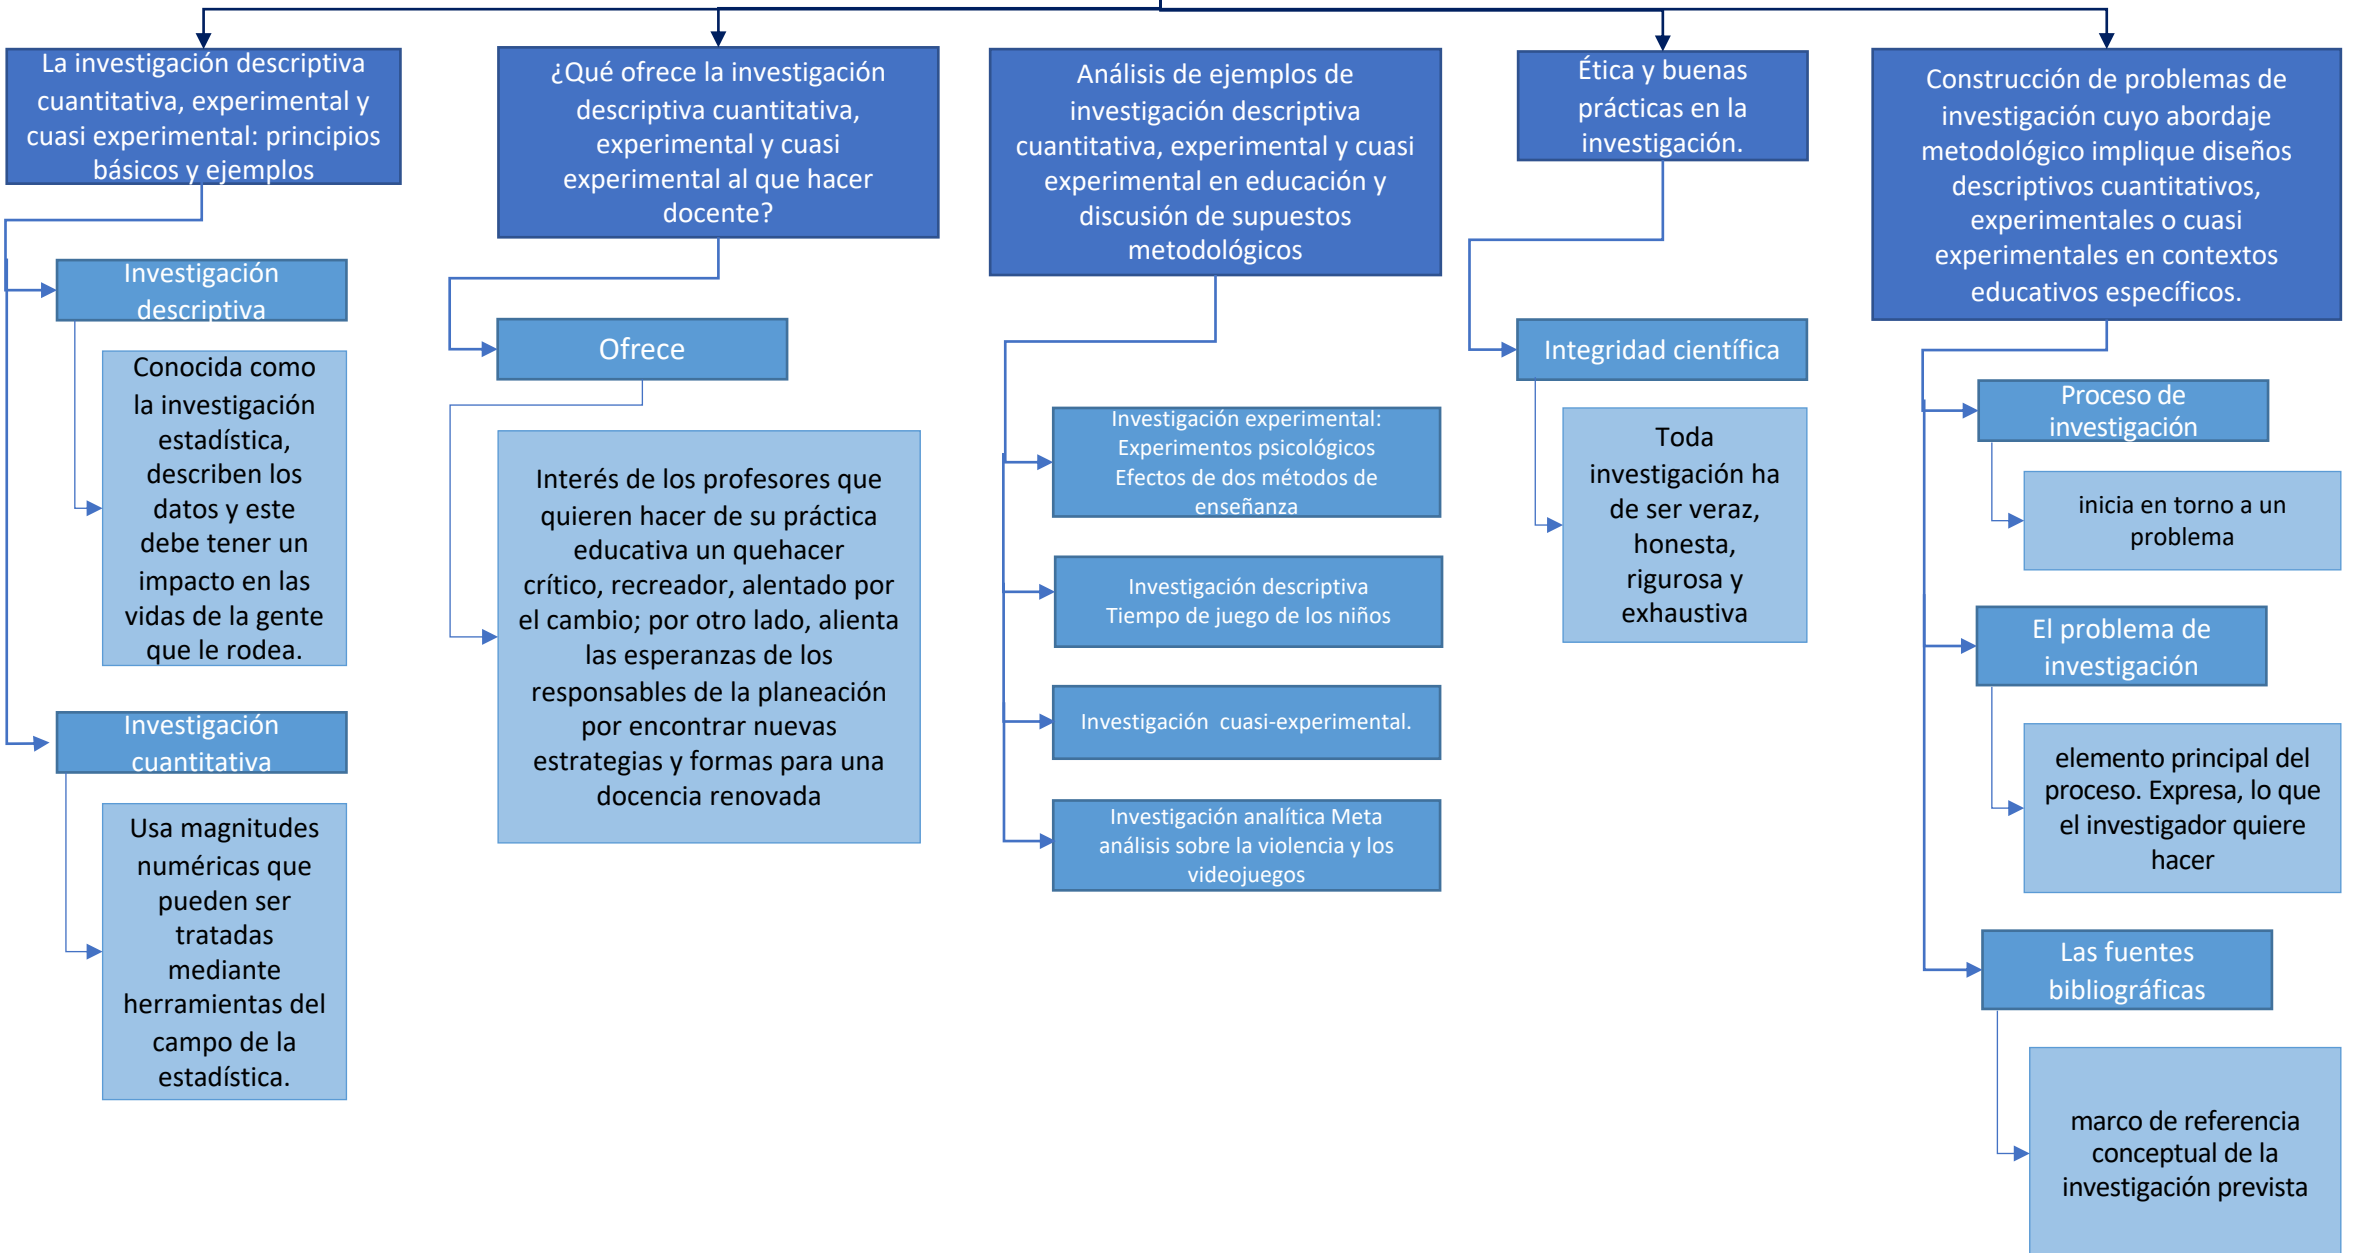 La investigación descriptiva
cuantitativa, experimental y
cuasi experimental: principios
básicos y ejemplos
Investigación
descriptiva
Conocida como
la investigación
estadística,
describen los
datos y este
debe tener un
impacto en las
vidas de la gente
que le rodea.
Investigación
cuantitativa
Usa magnitudes
numéricas que
pueden ser
tratadas
mediante
herramientas del
campo de la
estadística.
¿Qué ofrece la investigación
descriptiva cuantitativa,
experimental y cuasi
experimental al que hacer
docente?
Ofrece
Interés de los profesores que
quieren hacer de su práctica
educativa un quehacer
crítico, recreador, alentado por
el cambio; por otro lado, alienta
las esperanzas de los
responsables de la planeación
por encontrar nuevas
estrategias y formas para una
docencia renovada
Análisis de ejemplos de
investigación descriptiva
cuantitativa, experimental y cuasi
experimental en educación y
discusión de supuestos
metodológicos
Investigación experimental:
Experimentos psicológicos
Efectos de dos métodos de
enseñanza
Investigación descriptiva
Tiempo de juego de los niños
Investigación  cuasi-experimental.
Investigación analítica Meta
análisis sobre la violencia y los
videojuegos
Ética y buenas
prácticas en la
investigación.
Integridad científica
Toda
investigación ha
de ser veraz,
honesta,
rigurosa y
exhaustiva
Construcción de problemas de
investigación cuyo abordaje
metodológico implique diseños
descriptivos cuantitativos,
experimentales o cuasi
experimentales en contextos
educativos específicos.
Proceso de
investigación
inicia en torno a un
problema
El problema de
investigación
elemento principal del
proceso. Expresa, lo que
el investigador quiere
hacer
Las fuentes
bibliográficas
marco de referencia
conceptual de la
investigación prevista